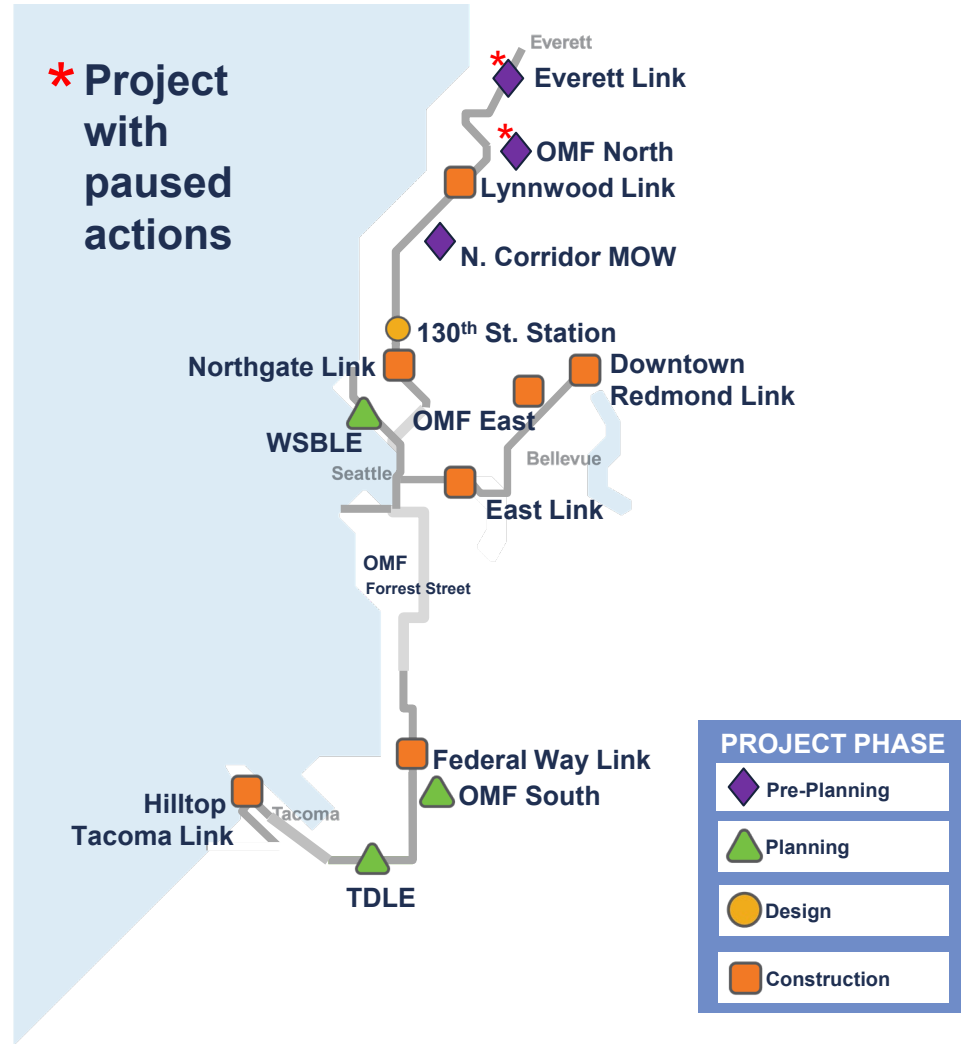 * Project
with
paused
actions
Everett
* Everett Link
* OMF North
Lynnwood Link
N. Corridor MOW
130th St. Station
Northgate Link
Downtown
Redmond Link
OMF East
WSBLE
Bellevue
Seattle
East Link
OMF
Forrest Street
Federal Way Link
OMF South
Hilltop
Tacoma Link
Tacoma
TDLE
PROJECT PHASE
Pre-Planning
Planning
Design
Construction